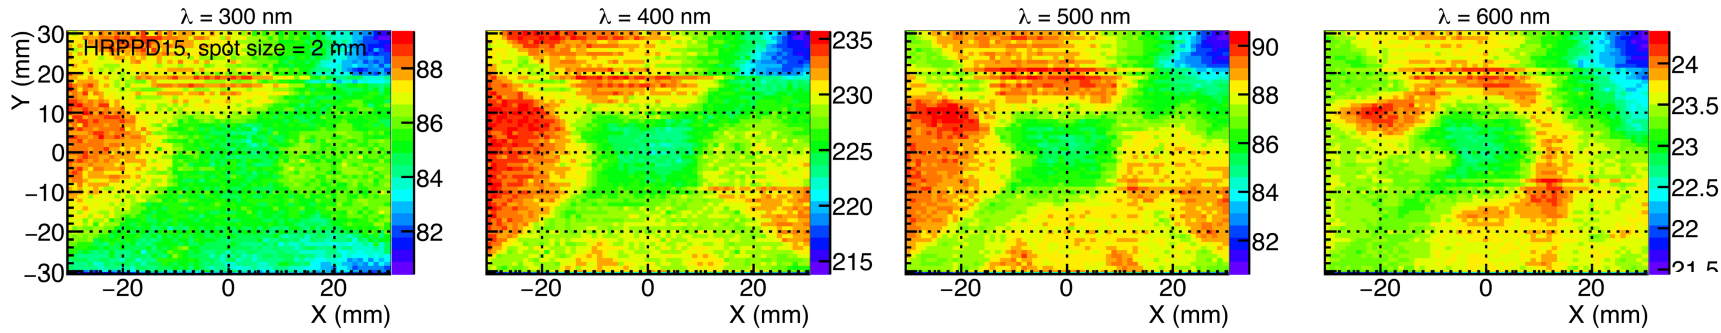 λ = 300 nm
λ = 400 nm
λ = 500 nm
λ = 600 nm
HRPPD15, spot size = 2 mm
Y (mm)
30
20
10
0
−10
−20
−30
88
86
84
82
235
230
225
220
215
90
88
86
84
82
24
23.5
23
22.5
22
21.5
−20 0 20
−20 0 20
−20 0 20
−20 0 20
X (mm)
X (mm)
X (mm)
X (mm)